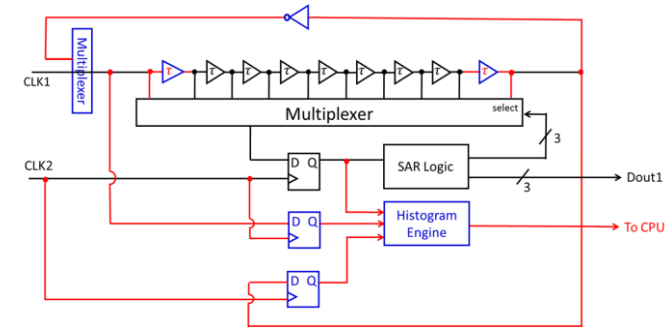 Multiplexer
CLK1
τ τ τ τ τ τ τ τ τ
Multiplexer
select
3
CLK2
D Q
SAR Logic
3
Dout1
D Q
Histogram
Engine
To CPU
D Q